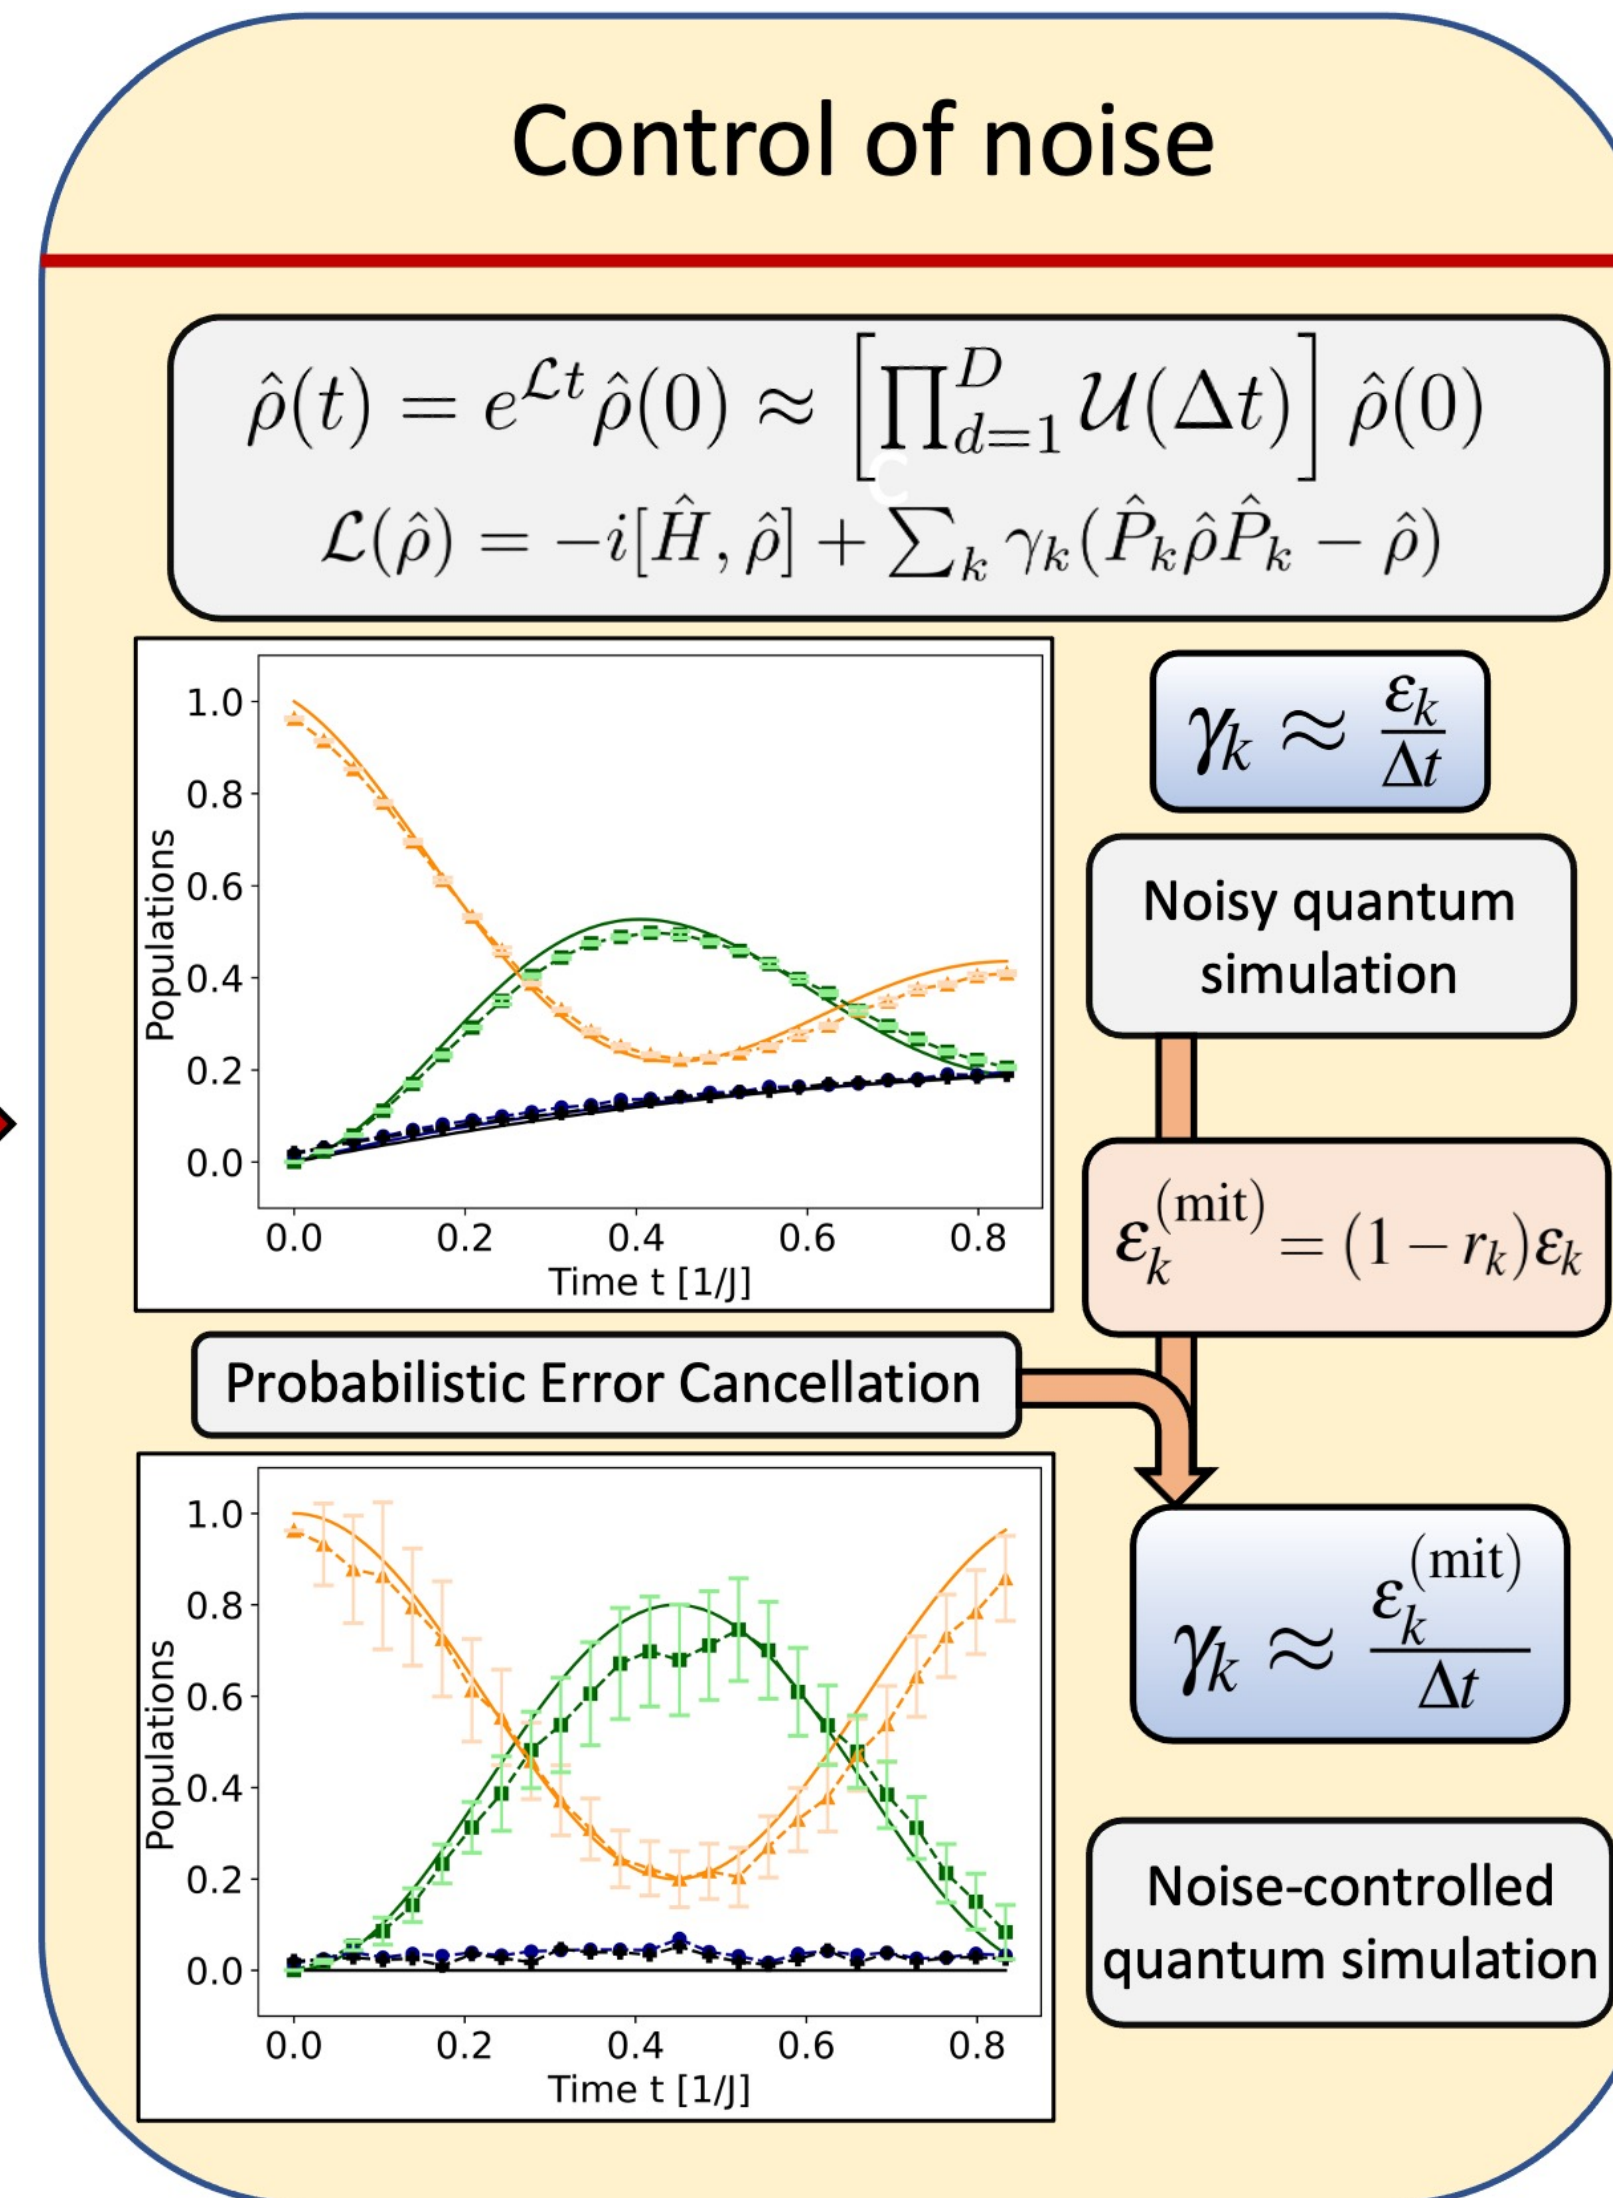 Control of noise
ρ̂(t) = e^{ℒt} ρ̂(0) ≈ [∏_{d=1}^{D} 𝒰(Δt)] ρ̂(0)
C
ℒ(ρ̂) = −i[Ĥ, ρ̂] + ∑_k γ_k(P̂_k ρ̂ P̂_k − ρ̂)
1.0
0.8
0.6
0.4
0.2
0.0
Populations
0.0 0.2 0.4 0.6 0.8
Time t [1/J]
γ_k ≈ ε_k/Δt
Noisy quantum
simulation
ε_k^{(mit)} = (1 − r_k)ε_k
Probabilistic Error Cancellation
1.0
0.8
0.6
0.4
0.2
0.0
Populations
0.0 0.2 0.4 0.6 0.8
Time t [1/J]
γ_k ≈ ε_k^{(mit)}/Δt
Noise-controlled
quantum simulation